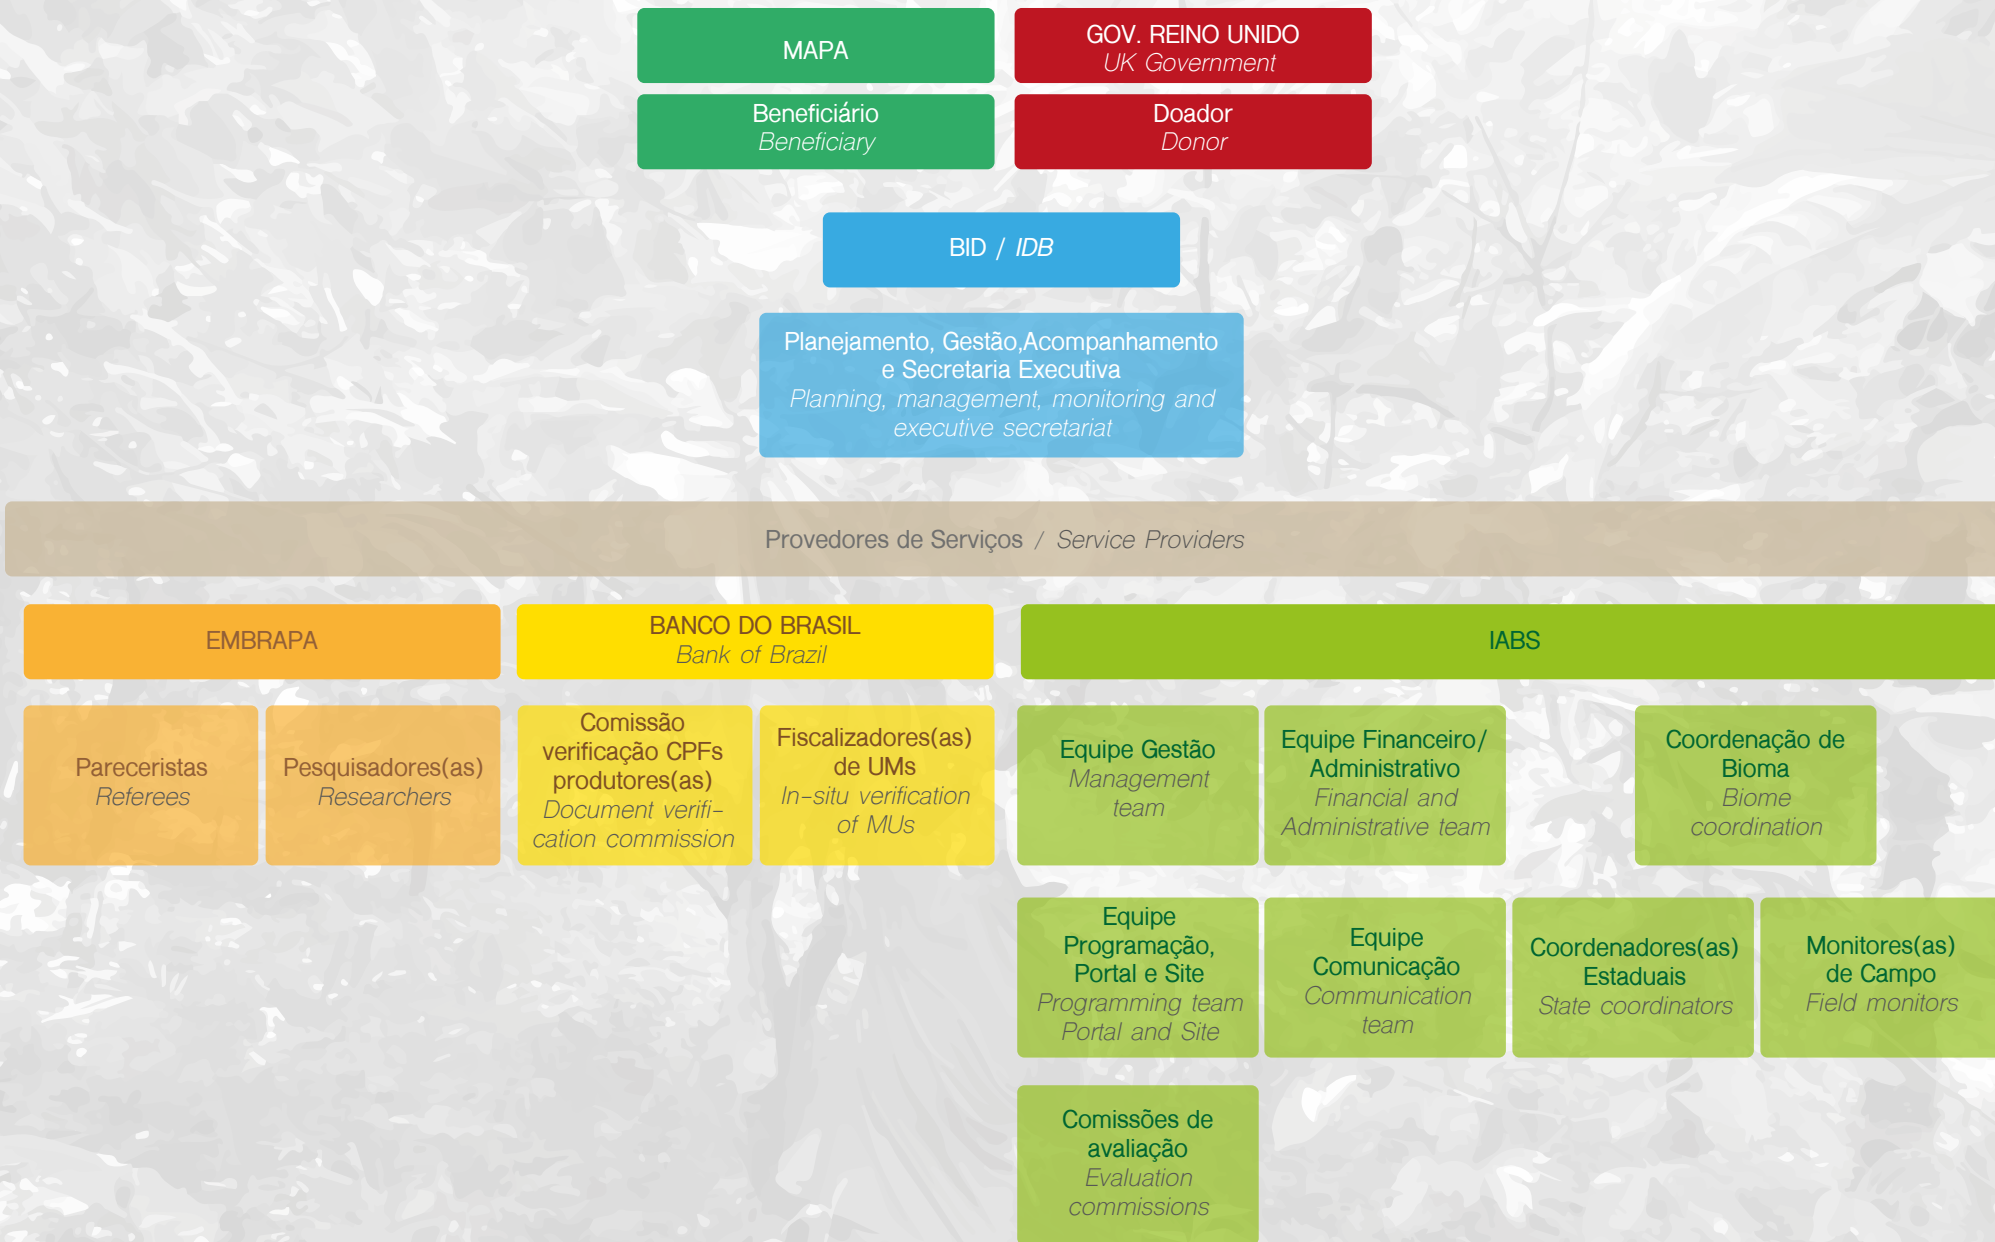 MAPA
GOV. REINO UNIDO
UK Government
Beneficiário
Beneficiary
Doador
Donor
BID / IDB
Planejamento, Gestão,Acompanhamento
e Secretaria Executiva
Planning, management, monitoring and
executive secretariat
Provedores de Serviços / Service Providers
EMBRAPA
BANCO DO BRASIL
Bank of Brazil
IABS
Pareceristas
Referees
Pesquisadores(as)
Researchers
Comissão
verificação CPFs
produtores(as)
Document verifi-
cation commission
Fiscalizadores(as)
de UMs
In-situ verification
of MUs
Equipe Gestão
Management
team
Equipe Financeiro/
Administrativo
Financial and
Administrative team
Coordenação de
Bioma
Biome
coordination
Equipe
Programação,
Portal e Site
Programming team
Portal and Site
Equipe
Comunicação
Communication
team
Coordenadores(as)
Estaduais
State coordinators
Monitores(as)
de Campo
Field monitors
Comissões de
avaliação
Evaluation
commissions